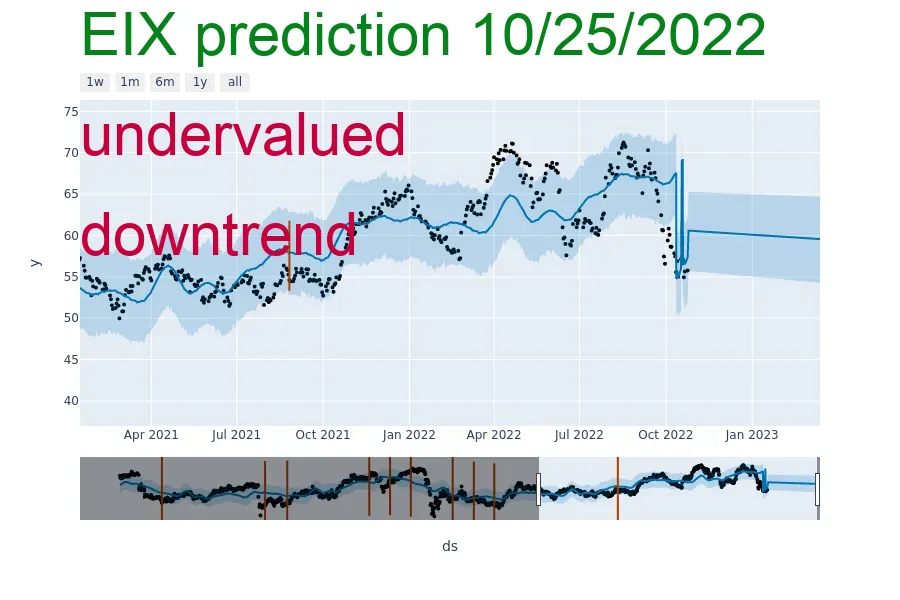 EIX prediction 10/25/2022
1w 1m 6m 1y all
undervalued
downtrend
75
70
65
60
55
50
45
40
y
Apr 2021 Jul 2021 Oct 2021 Jan 2022 Apr 2022 Jul 2022 Oct 2022 Jan 2023
ds